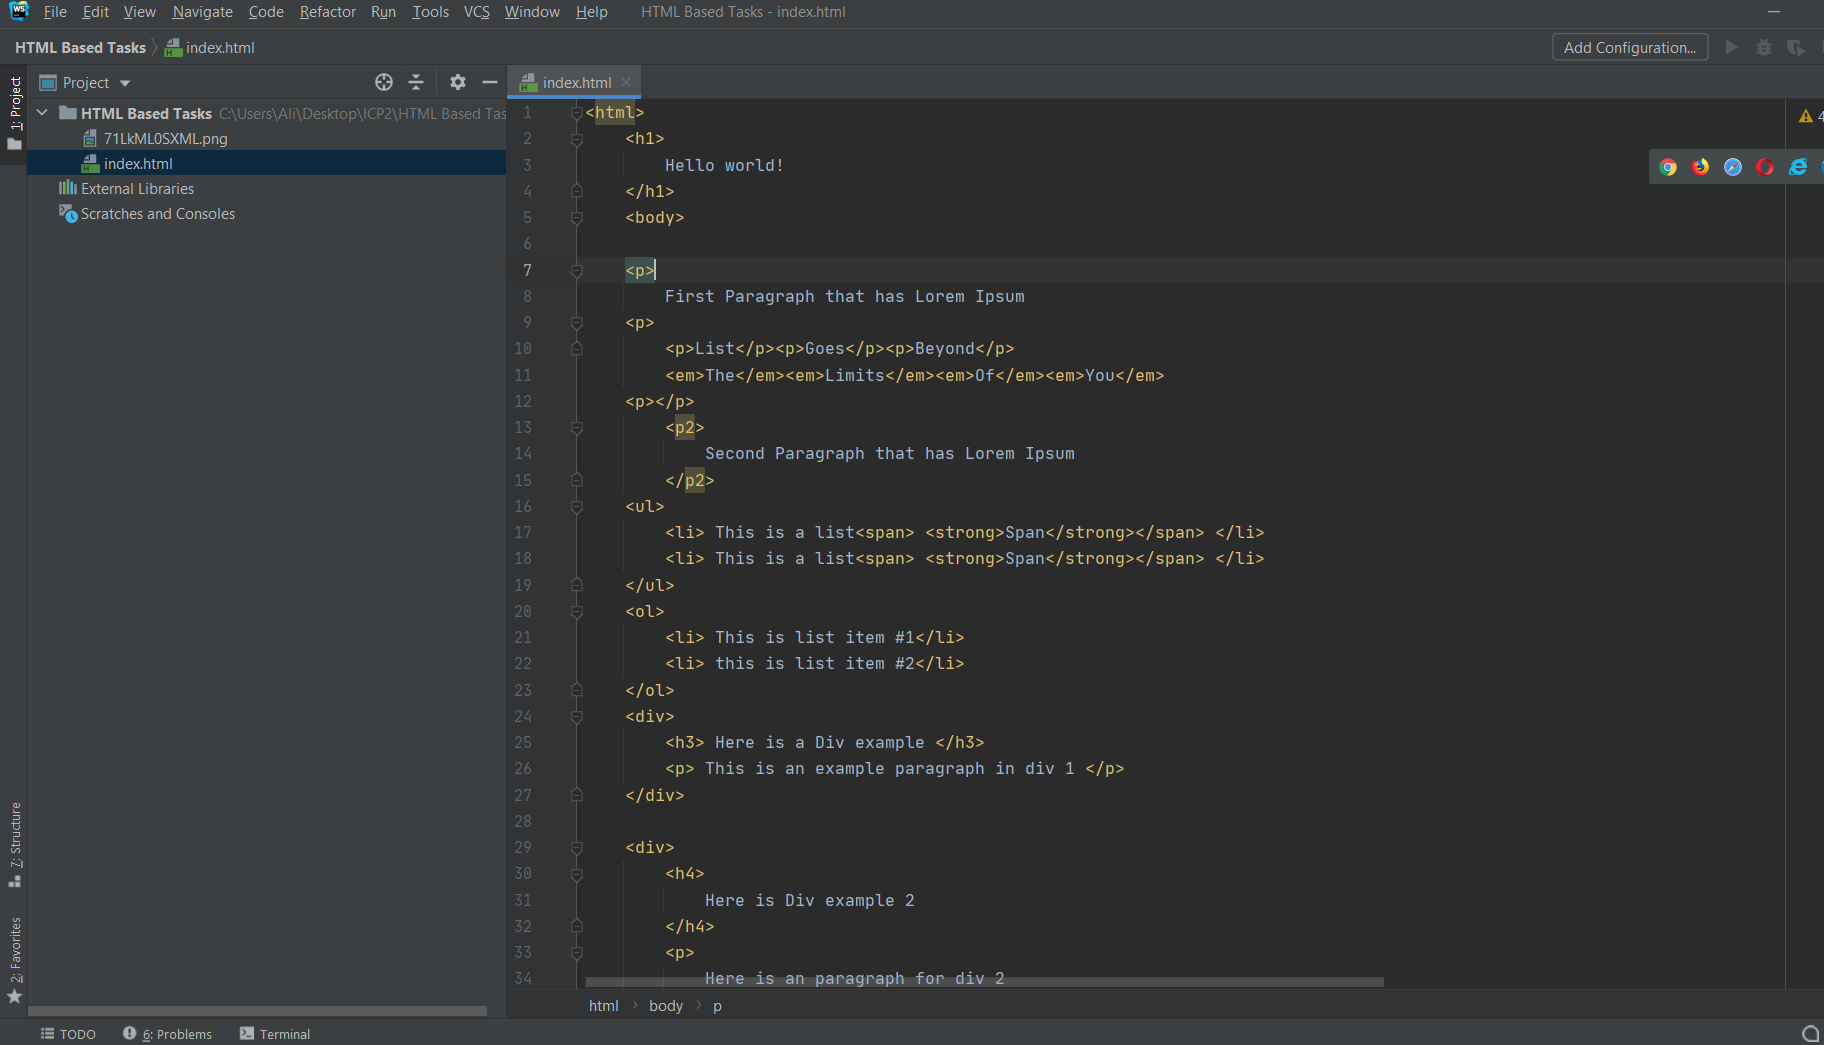 WS File Edit View Navigate Code Refactor Run Tools VCS Window Help HTML Based Tasks - index.html
HTML Based Tasks index.html Add Configuration...
1: Project
Project
HTML Based Tasks C:\Users\Ali\Desktop\ICP2\HTML Based Tas
71LkML0SXML.png
index.html
External Libraries
Scratches and Consoles
7: Structure
2: Favorites
index.html
4
1 <html>
2 <h1>
3 Hello world!
4 </h1>
5 <body>
6
7 <p>
8 First Paragraph that has Lorem Ipsum
9 <p>
10 <p>List</p><p>Goes</p><p>Beyond</p>
11 <em>The</em><em>Limits</em><em>Of</em><em>You</em>
12 <p></p>
13 <p2>
14 Second Paragraph that has Lorem Ipsum
15 </p2>
16 <ul>
17 <li> This is a list<span> <strong>Span</strong></span> </li>
18 <li> This is a list<span> <strong>Span</strong></span> </li>
19 </ul>
20 <ol>
21 <li> This is list item #1</li>
22 <li> this is list item #2</li>
23 </ol>
24 <div>
25 <h3> Here is a Div example </h3>
26 <p> This is an example paragraph in div 1 </p>
27 </div>
28
29 <div>
30 <h4>
31 Here is Div example 2
32 </h4>
33 <p>
34 Here is an paragraph for div 2
html body p
TODO 6: Problems Terminal